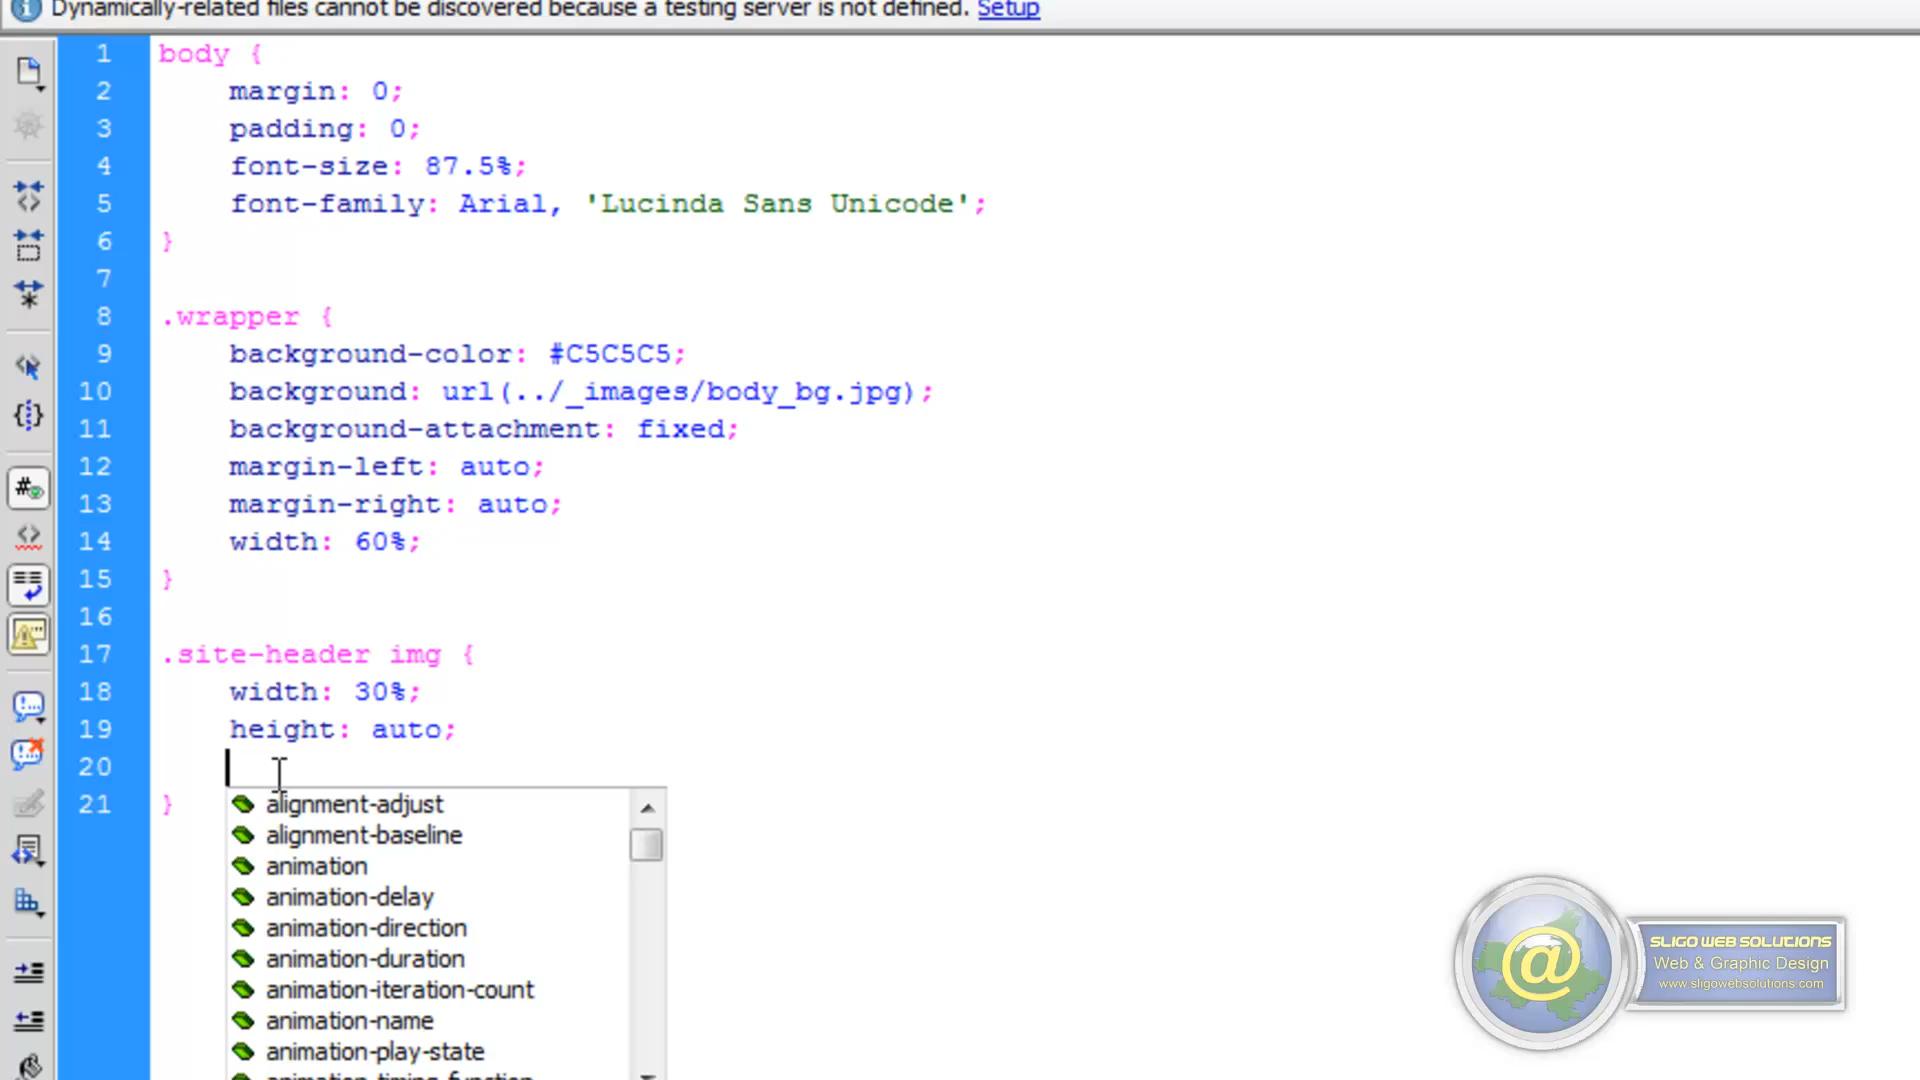 Dynamically-related files cannot be discovered because a testing server is not defined. Setup
1 body {
2 margin: 0;
3 padding: 0;
4 font-size: 87.5%;
5 font-family: Arial, 'Lucinda Sans Unicode';
6 }
7
8 .wrapper {
9 background-color: #C5C5C5;
10 background: url(../_images/body_bg.jpg);
11 background-attachment: fixed;
12 margin-left: auto;
13 margin-right: auto;
14 width: 60%;
15 }
16
17 .site-header img {
18 width: 30%;
19 height: auto;
20
21 }
alignment-adjust
alignment-baseline
animation
animation-delay
animation-direction
animation-duration
animation-iteration-count
animation-name
animation-play-state
animation-timing-function
@
SLIGO WEB SOLUTIONS
Web & Graphic Design
www.sligowebsolutions.com